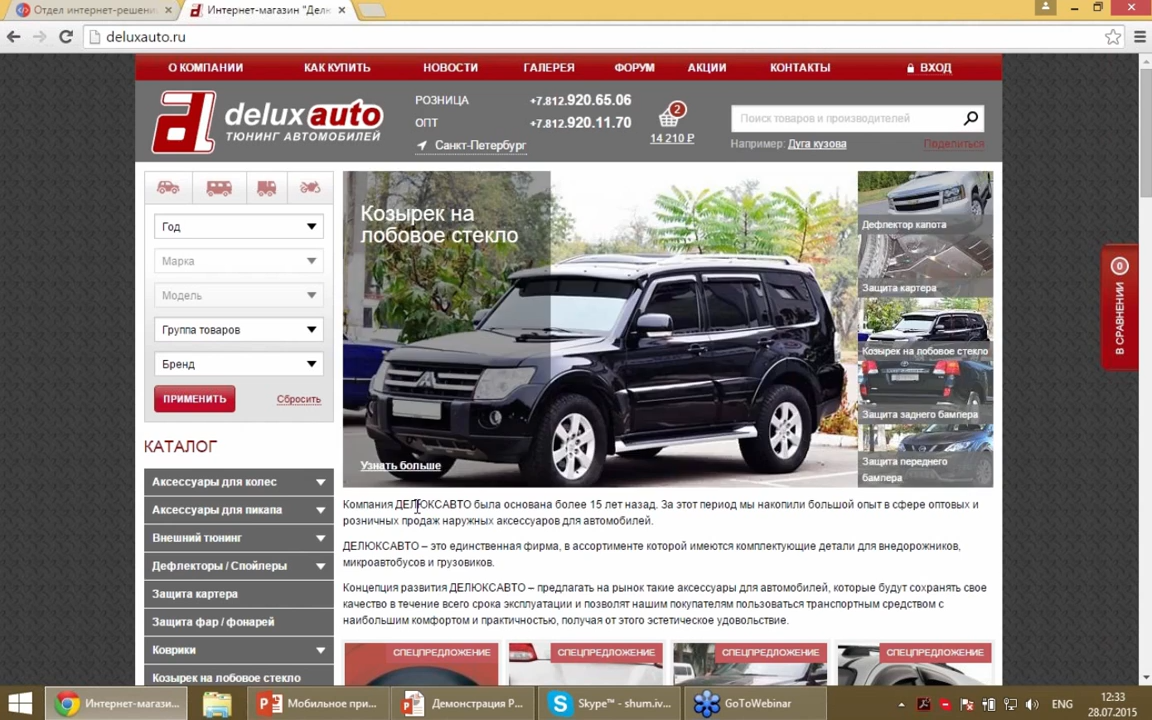 Отдел интернет-решени
Интернет-магазин "Делк
deluxauto.ru
О КОМПАНИИ
КАК КУПИТЬ
НОВОСТИ
ГАЛЕРЕЯ
ФОРУМ
АКЦИИ
КОНТАКТЫ
ВХОД
deluxauto
ТЮНИНГ АВТОМОБИЛЕЙ
РОЗНИЦА
+7.812.920.65.06
ОПТ
+7.812.920.11.70
Санкт-Петербург
2
14 210 Р
Поиск товаров и производителей
Например: Дуга кузова
Поделиться
Год
Марка
Модель
Группа товаров
Бренд
ПРИМЕНИТЬ
Сбросить
КАТАЛОГ
Аксессуары для колес
Аксессуары для пикапа
Внешний тюнинг
Дефлекторы / Спойлеры
Защита картера
Защита фар / фонарей
Коврики
Козырек на лобовое стекло
Козырек на
лобовое стекло
Узнать больше
Дефлектор капота
Защита картера
Козырек на лобовое стекло
Защита заднего бампера
Защита переднего
бампера
0
В СРАВНЕНИИ
Компания ДЕЛЮКСАВТО была основана более 15 лет назад. За этот период мы накопили большой опыт в сфере оптовых и
розничных продаж наружных аксессуаров для автомобилей.
ДЕЛЮКСАВТО – это единственная фирма, в ассортименте которой имеются комплектующие детали для внедорожников,
микроавтобусов и грузовиков.
Концепция развития ДЕЛЮКСАВТО – предлагать на рынок такие аксессуары для автомобилей, которые будут сохранять свое
качество в течение всего срока эксплуатации и позволят нашим покупателям пользоваться транспортным средством с
наибольшим комфортом и практичностью, получая от этого эстетическое удовольствие.
СПЕЦПРЕДЛОЖЕНИЕ
СПЕЦПРЕДЛОЖЕНИЕ
СПЕЦПРЕДЛОЖЕНИЕ
СПЕЦПРЕДЛОЖЕНИЕ
Интернет-магази...
Мобильное при...
Демонстрация P...
Skype™ - shum.iv...
GoToWebinar
ENG
12:33
28.07.2015